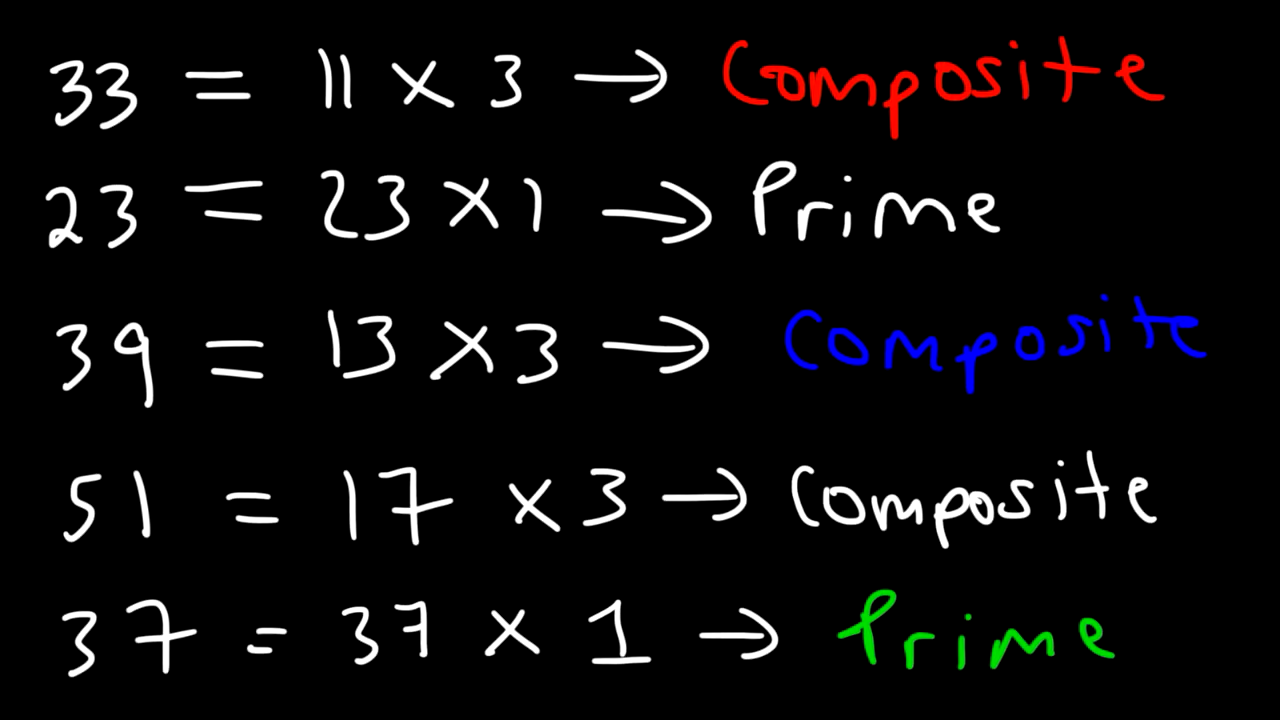 33 = 11 × 3 → Composite
23 = 23 × 1 → Prime
39 = 13 × 3 → Composite
51 = 17 × 3 → Composite
37 = 37 × 1 → Prime